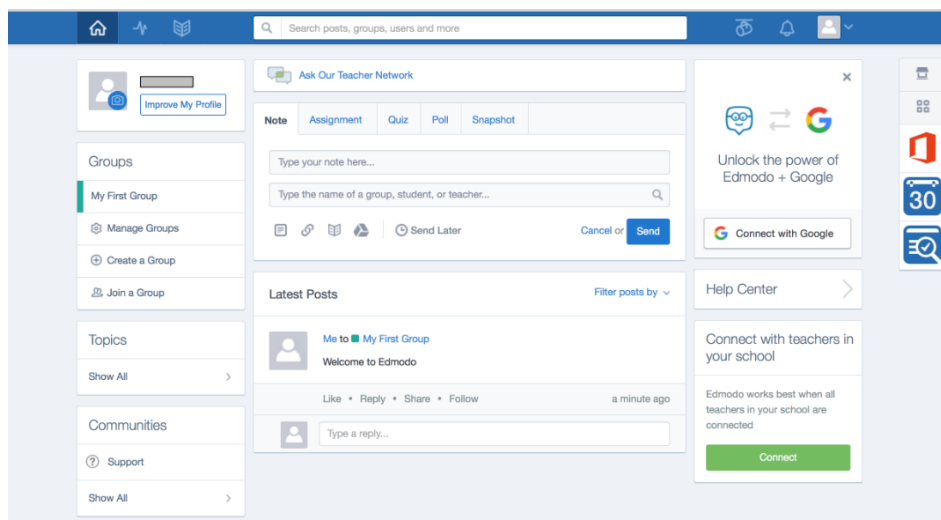 Search posts, groups, users and more
Improve My Profile
Groups
My First Group
Manage Groups
Create a Group
Join a Group
Topics
Show All
Communities
Support
Show All
Ask Our Teacher Network
Note Assignment Quiz Poll Snapshot
Type your note here...
Type the name of a group, student, or teacher...
Send Later Cancel or Send
Latest Posts Filter posts by
Me to My First Group
Welcome to Edmodo
Like • Reply • Share • Follow a minute ago
Type a reply...
Unlock the power of
Edmodo + Google
G Connect with Google
Help Center
Connect with teachers in
your school
Edmodo works best when all
teachers in your school are
connected
Connect
30